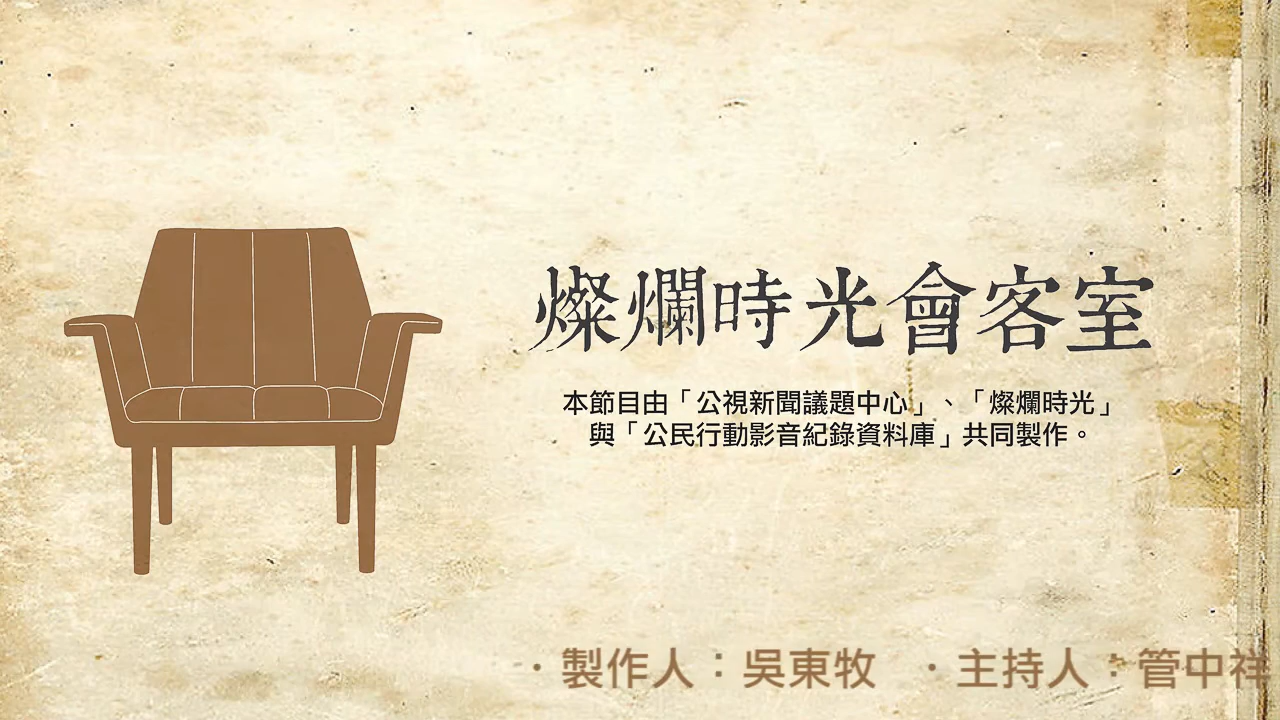 燦爛時光會客室
本節目由「公視新聞議題中心」、「燦爛時光」
與「公民行動影音紀錄資料庫」共同製作。
・製作人：吳東牧 ・主持人：管中祥